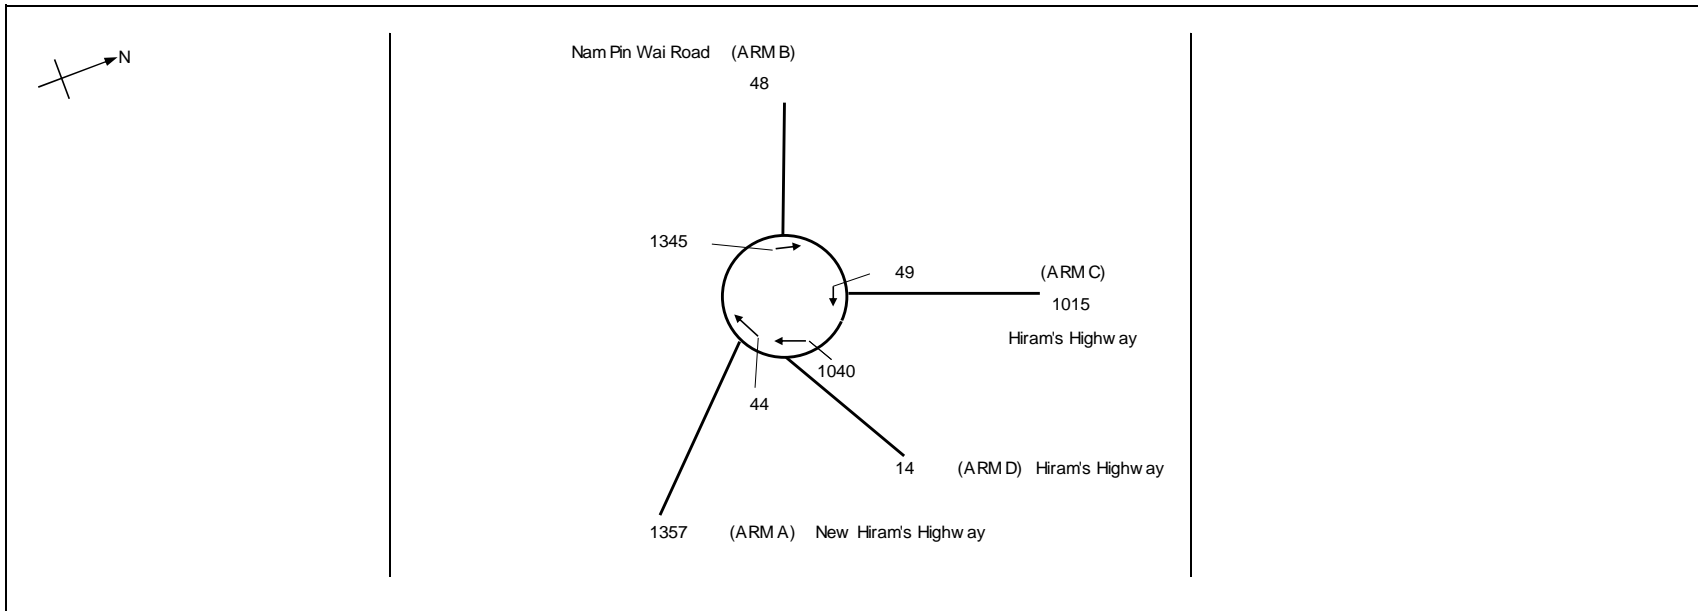 N
Nam Pin Wai Road (ARM B)
48
1345
49
(ARM C)
1015
Hiram's Highway
1040
44
14 (ARM D) Hiram's Highway
1357 (ARM A) New Hiram's Highway